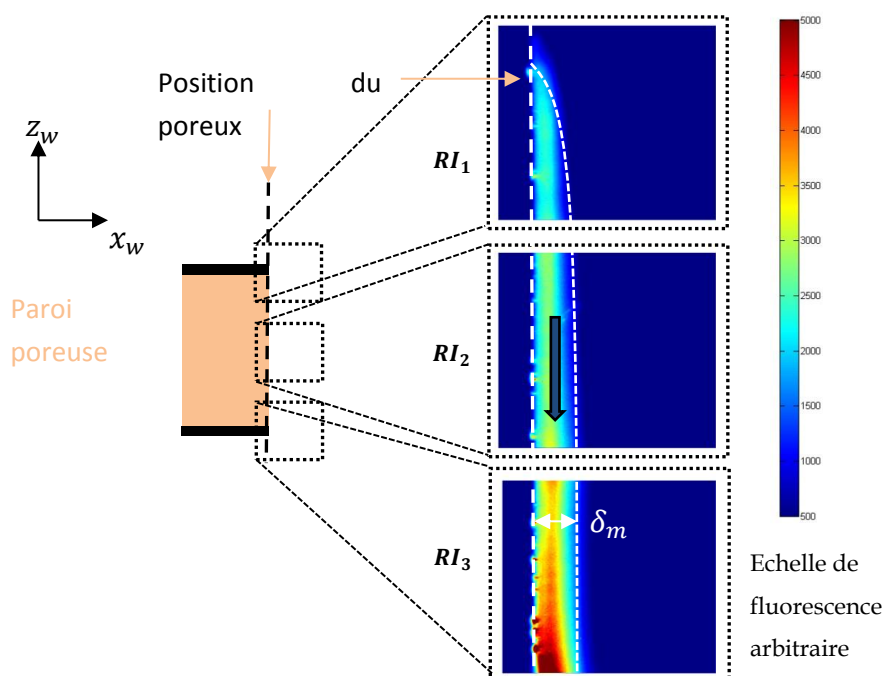 Position du
poreux
z_w
x_w
Paroi
poreuse
RI_1
RI_2
RI_3
δ_m
5000
4500
4000
3500
3000
2500
2000
1500
1000
500
Echelle de
fluorescence
arbitraire